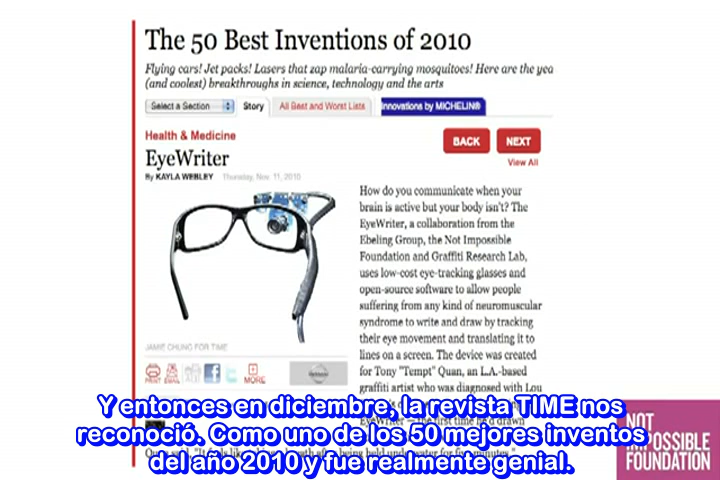 The 50 Best Inventions of 2010
Flying cars! Jet packs! Lasers that zap malaria-carrying mosquitoes! Here are the yea
(and coolest) breakthroughs in science, technology and the arts
Select a Section Story All Best and Worst Lists Innovations by MICHELIN®
Health & Medicine
BACK NEXT
View All
EyeWriter
By KAYLA WEBLEY Thursday, Nov. 11, 2010
How do you communicate when your
brain is active but your body isn't? The
EyeWriter, a collaboration from the
Ebeling Group, the Not Impossible
Foundation and Graffiti Research Lab,
uses low-cost eye-tracking glasses and
open-source software to allow people
suffering from any kind of neuromuscular
syndrome to write and draw by tracking
their eye movement and translating it to
lines on a screen. The device was created
for Tony "Tempt" Quan, an L.A.-based
graffiti artist who was diagnosed with Lou
JAMIE CHUNG FOR TIME
PRINT EMAIL MORE
Y entonces en diciembre, la revista TIME nos
reconoció. Como uno de los 50 mejores inventos
del año 2010 y fue realmente genial.
NOT
IMPOSSIBLE
FOUNDATION